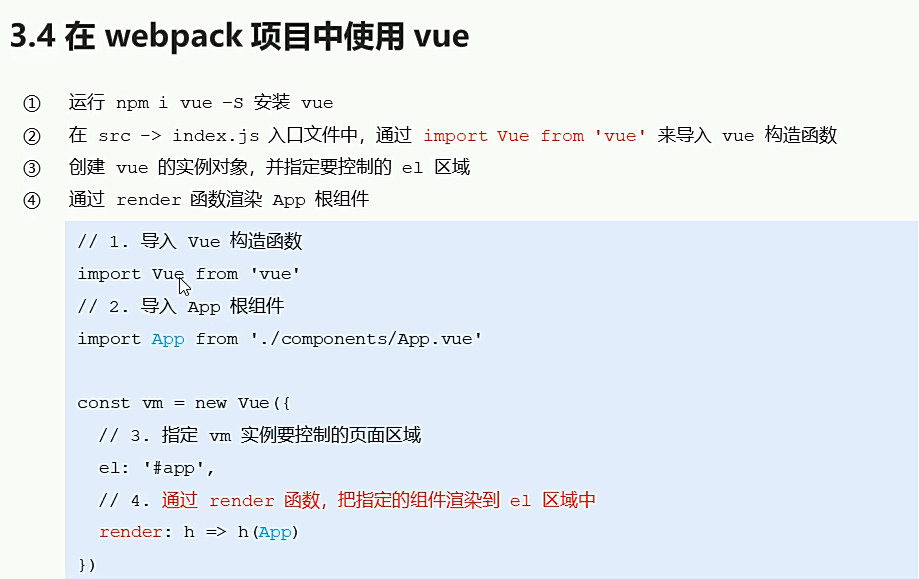 3.4 在 webpack 项目中使用 vue
① 运行 npm i vue –S 安装 vue
② 在 src -> index.js 入口文件中，通过 import Vue from 'vue' 来导入 vue 构造函数
③ 创建 vue 的实例对象，并指定要控制的 el 区域
④ 通过 render 函数渲染 App 根组件
// 1. 导入 Vue 构造函数
import Vue from 'vue'
// 2. 导入 App 根组件
import App from './components/App.vue'
const vm = new Vue({
// 3. 指定 vm 实例要控制的页面区域
el: '#app',
// 4. 通过 render 函数，把指定的组件渲染到 el 区域中
render: h => h(App)
})